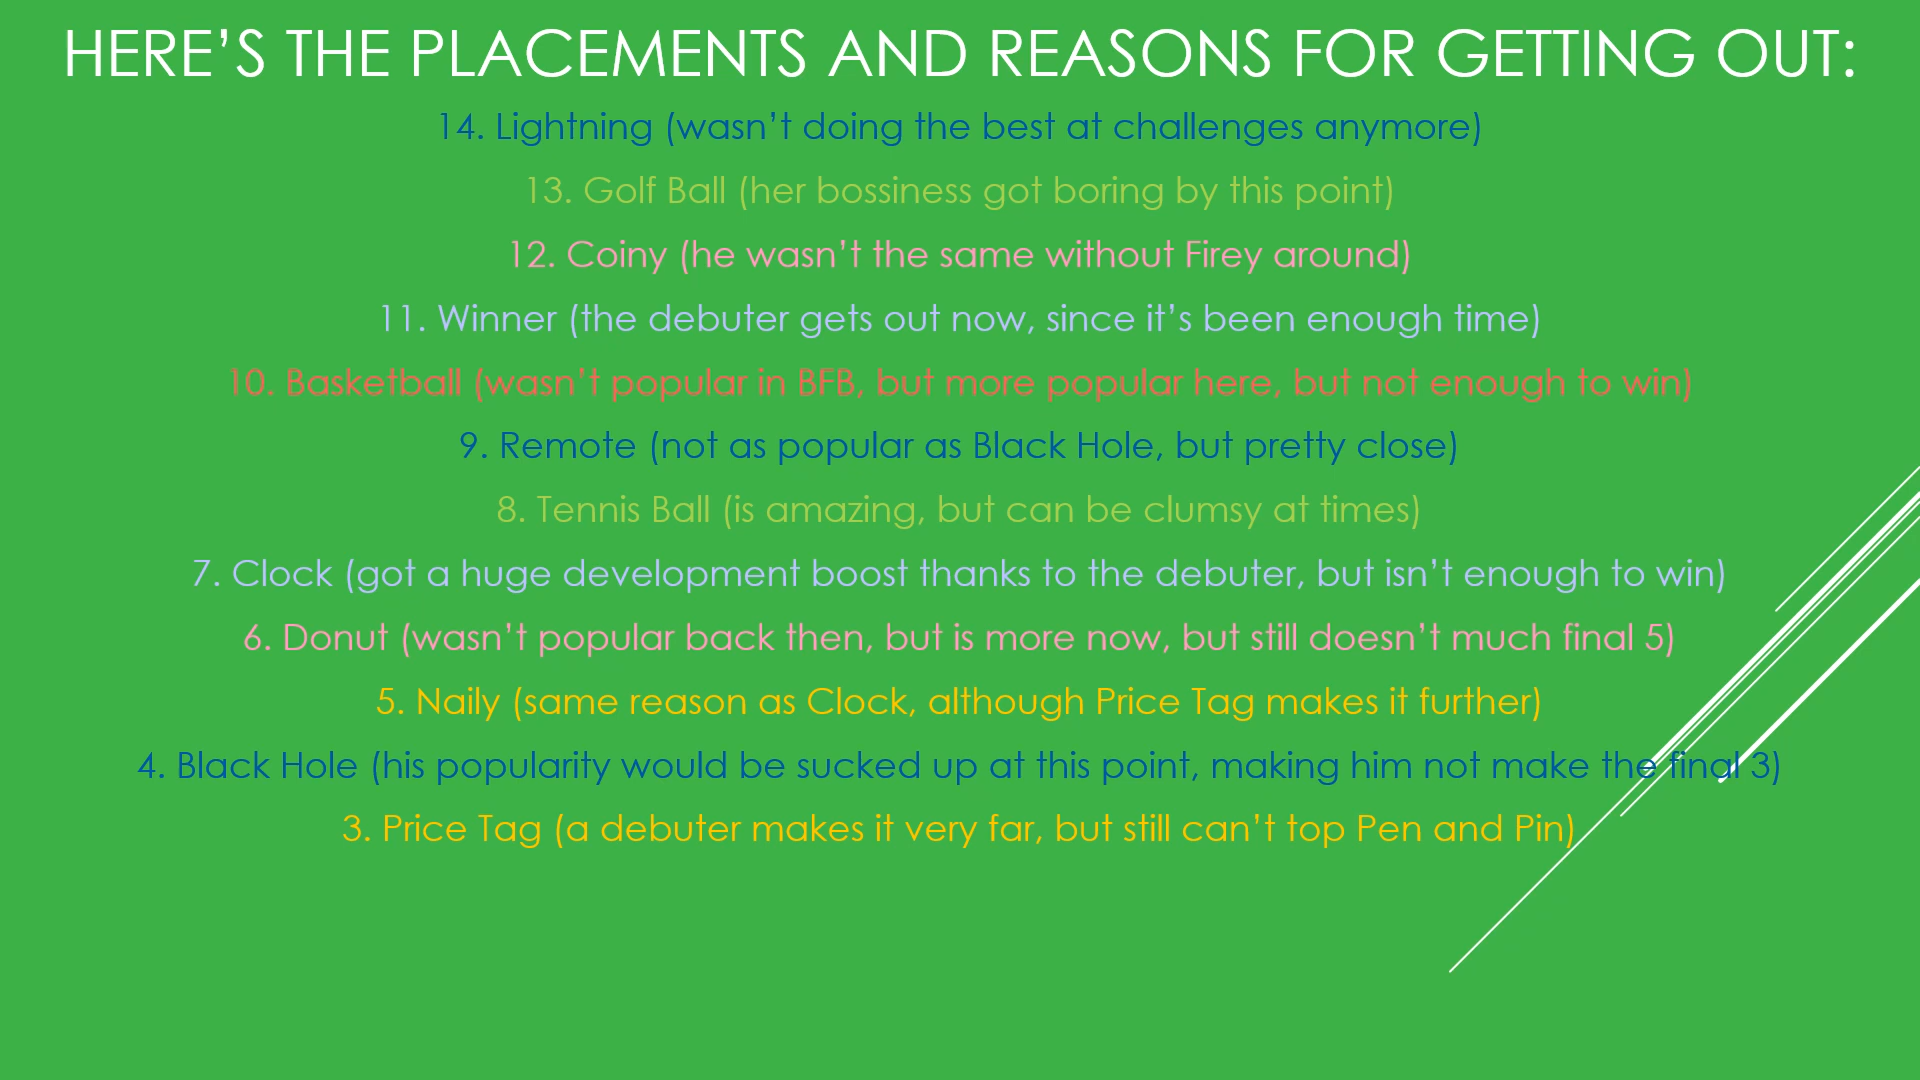 HERE’S THE PLACEMENTS AND REASONS FOR GETTING OUT:
14. Lightning (wasn’t doing the best at challenges anymore)
13. Golf Ball (her bossiness got boring by this point)
12. Coiny (he wasn’t the same without Firey around)
11. Winner (the debuter gets out now, since it’s been enough time)
10. Basketball (wasn’t popular in BFB, but more popular here, but not enough to win)
9. Remote (not as popular as Black Hole, but pretty close)
8. Tennis Ball (is amazing, but can be clumsy at times)
7. Clock (got a huge development boost thanks to the debuter, but isn’t enough to win)
6. Donut (wasn’t popular back then, but is more now, but still doesn’t much final 5)
5. Naily (same reason as Clock, although Price Tag makes it further)
4. Black Hole (his popularity would be sucked up at this point, making him not make the final 3)
3. Price Tag (a debuter makes it very far, but still can’t top Pen and Pin)